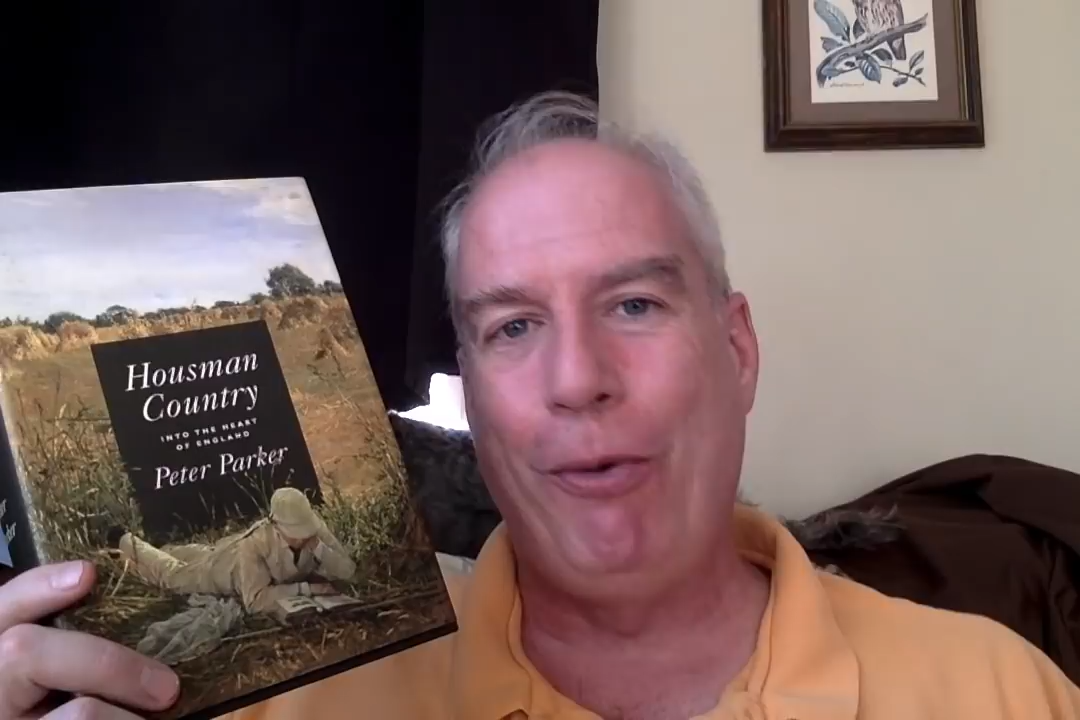 Housman
Country
INTO THE HEART
OF ENGLAND
Peter Parker